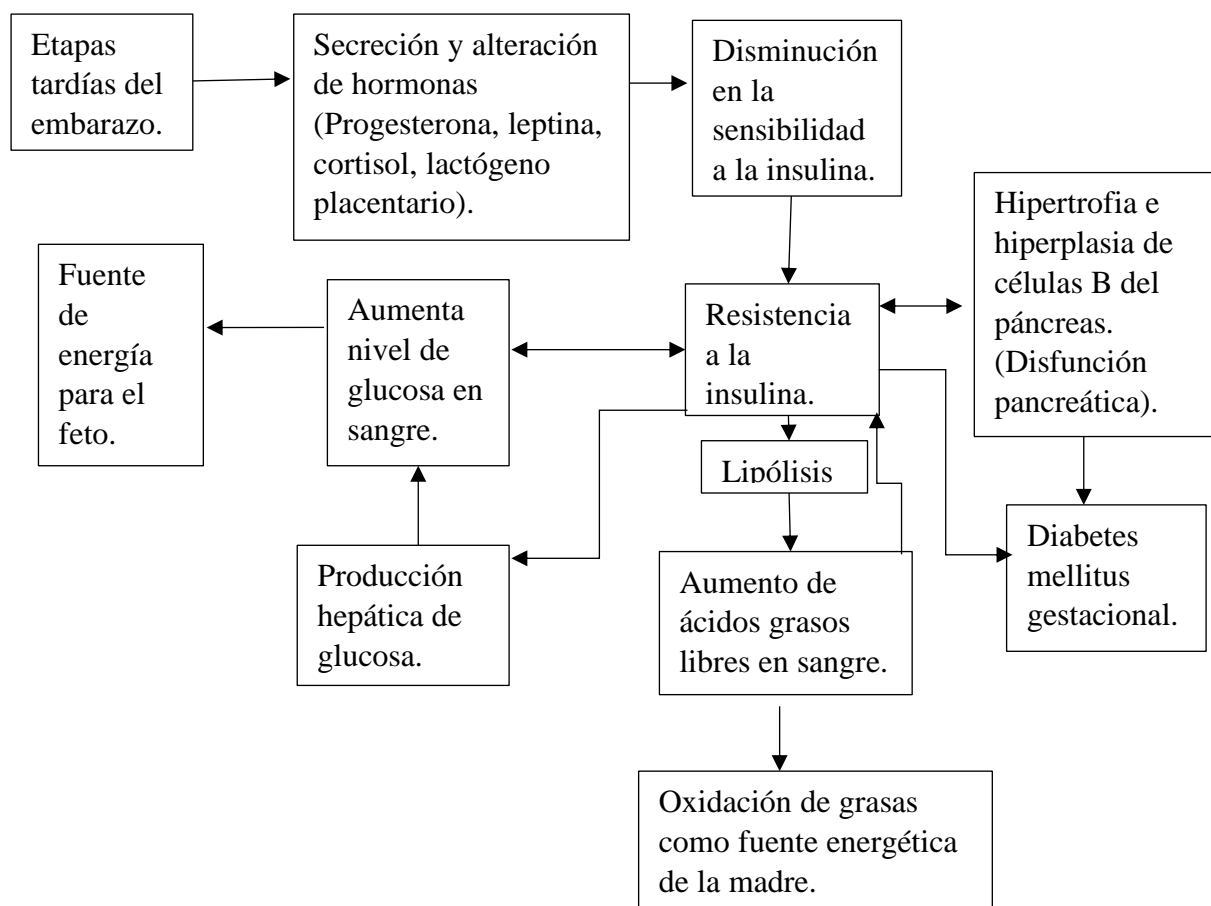 Etapas
tardías del
embarazo.
Secreción y alteración
de hormonas
(Progesterona, leptina,
cortisol, lactógeno
placentario).
Disminución
en la
sensibilidad
a la insulina.
Hipertrofia e
hiperplasia de
células B del
páncreas.
(Disfunción
pancreática).
Fuente
de
energía
para el
feto.
Aumenta
nivel de
glucosa en
sangre.
Resistencia
a la
insulina.
Lipólisis
Producción
hepática de
glucosa.
Aumento de
ácidos grasos
libres en sangre.
Diabetes
mellitus
gestacional.
Oxidación de grasas
como fuente energética
de la madre.